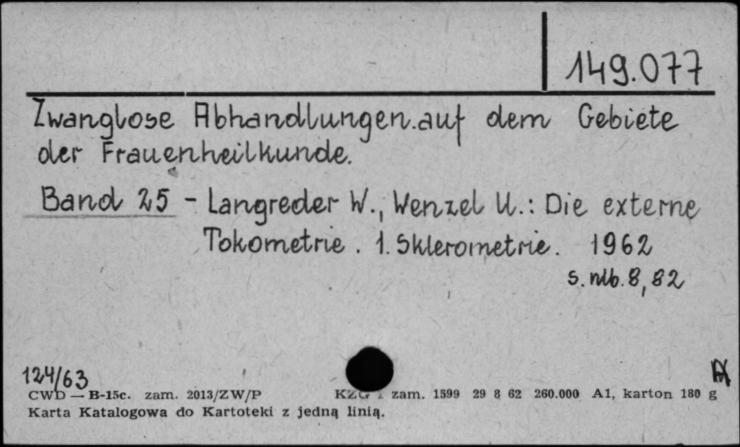 149.077
Zwanglose Abhandlungen auf dem Gebiete
der Frauenheilkunde.
Band 25 - Langreder W., Wenzel U.: Die externe
Tokometrie. 1. Sklerometrie. 1962
s. nlb. 8, 82
124/63
CWD — B-15c. zam. 2013/ZW/P KZG zam. 1599 29 8 62 260.000 A1, karton 180 g
Karta Katalogowa do Kartoteki z jedną linią.